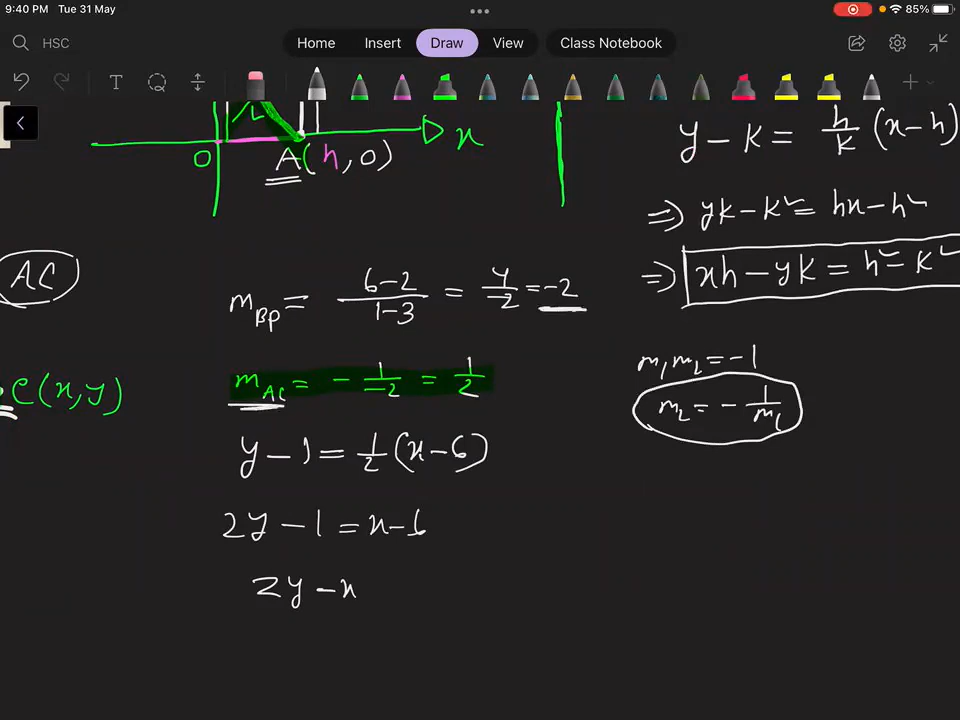 9:40 PM Tue 31 May
85%
HSC
Home Insert Draw View Class Notebook
T
L
0
x
A(h, 0)
y - k = h/k (x - h)
⇒ yk - k² = hx - h²
⇒ xh - yk = h² - k²
AC
m_BP = (6-2)/(1-3) = 4/-2 = -2
m₁m₂ = -1
m_AC = - 1/-2 = 1/2
C(x, y)
m₂ = - 1/m₁
y - 1 = 1/2 (x - 6)
2y - 1 = x - 6
2y - x